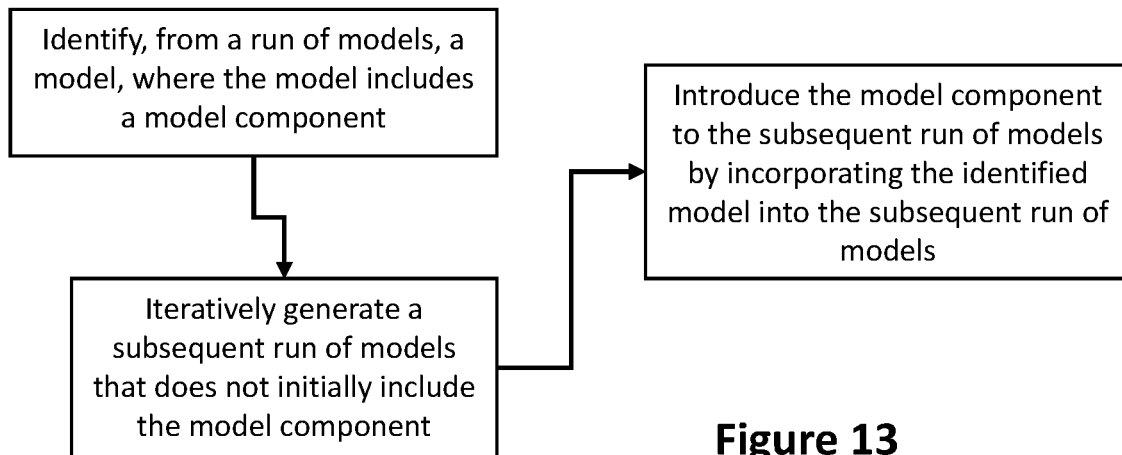 Identify, from a run of models, a
model, where the model includes
a model component
Iteratively generate a
subsequent run of models
that does not initially include
the model component
Introduce the model component
to the subsequent run of models
by incorporating the identified
model into the subsequent run of
models
Figure 13